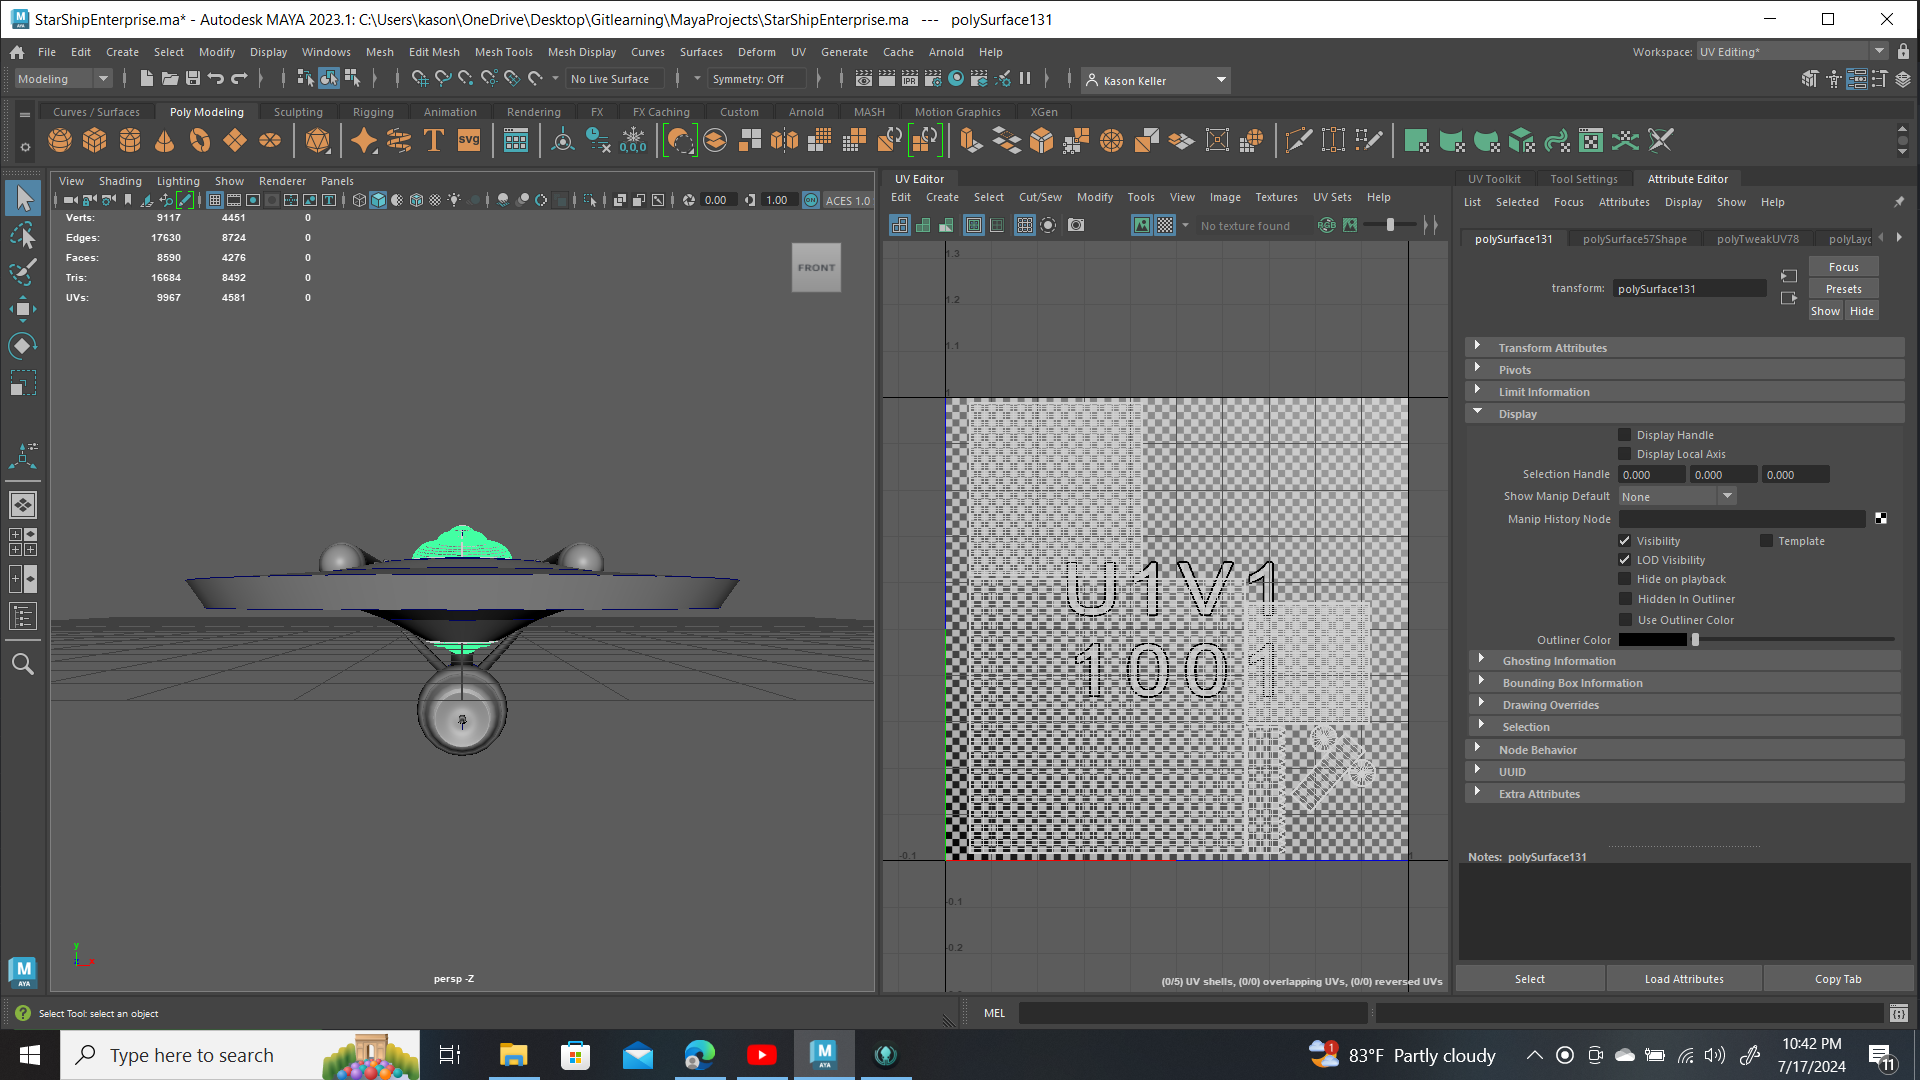 StarShipEnterprise.ma* - Autodesk MAYA 2023.1: C:\Users\kason\OneDrive\Desktop\Gitlearning\MayaProjects\StarShipEnterprise.ma --- polySurface131
File Edit Create Select Modify Display Windows Mesh Edit Mesh Mesh Tools Mesh Display Curves Surfaces Deform UV Generate Cache Arnold Help
Workspace: UV Editing*
Modeling No Live Surface Symmetry: Off Kason Keller
Curves / Surfaces Poly Modeling Sculpting Rigging Animation Rendering FX FX Caching Custom Arnold MASH Motion Graphics XGen
View Shading Lighting Show Renderer Panels
0.00 1.00 ACES 1.0
Verts: 9117 4451 0
Edges: 17630 8724 0
Faces: 8590 4276 0
Tris: 16684 8492 0
UVs: 9967 4581 0
FRONT
persp -Z
y
UV Editor
Edit Create Select Cut/Sew Modify Tools View Image Textures UV Sets Help
No texture found
1.3
1.2
1.1
1
U1V1
1001
-0.1
1
-0.1
-0.2
(0/5) UV shells, (0/0) overlapping UVs, (0/0) reversed UVs
UV Toolkit Tool Settings Attribute Editor
List Selected Focus Attributes Display Show Help
polySurface131 polySurface57Shape polyTweakUV78 polyLayc
transform: polySurface131
Focus
Presets
Show Hide
Transform Attributes
Pivots
Limit Information
Display
Display Handle
Display Local Axis
Selection Handle 0.000 0.000 0.000
Show Manip Default None
Manip History Node
Visibility Template
LOD Visibility
Hide on playback
Hidden In Outliner
Use Outliner Color
Outliner Color
Ghosting Information
Bounding Box Information
Drawing Overrides
Selection
Node Behavior
UUID
Extra Attributes
Notes: polySurface131
Select Load Attributes Copy Tab
Select Tool: select an object
MEL
Type here to search
83°F Partly cloudy
10:42 PM
7/17/2024
11